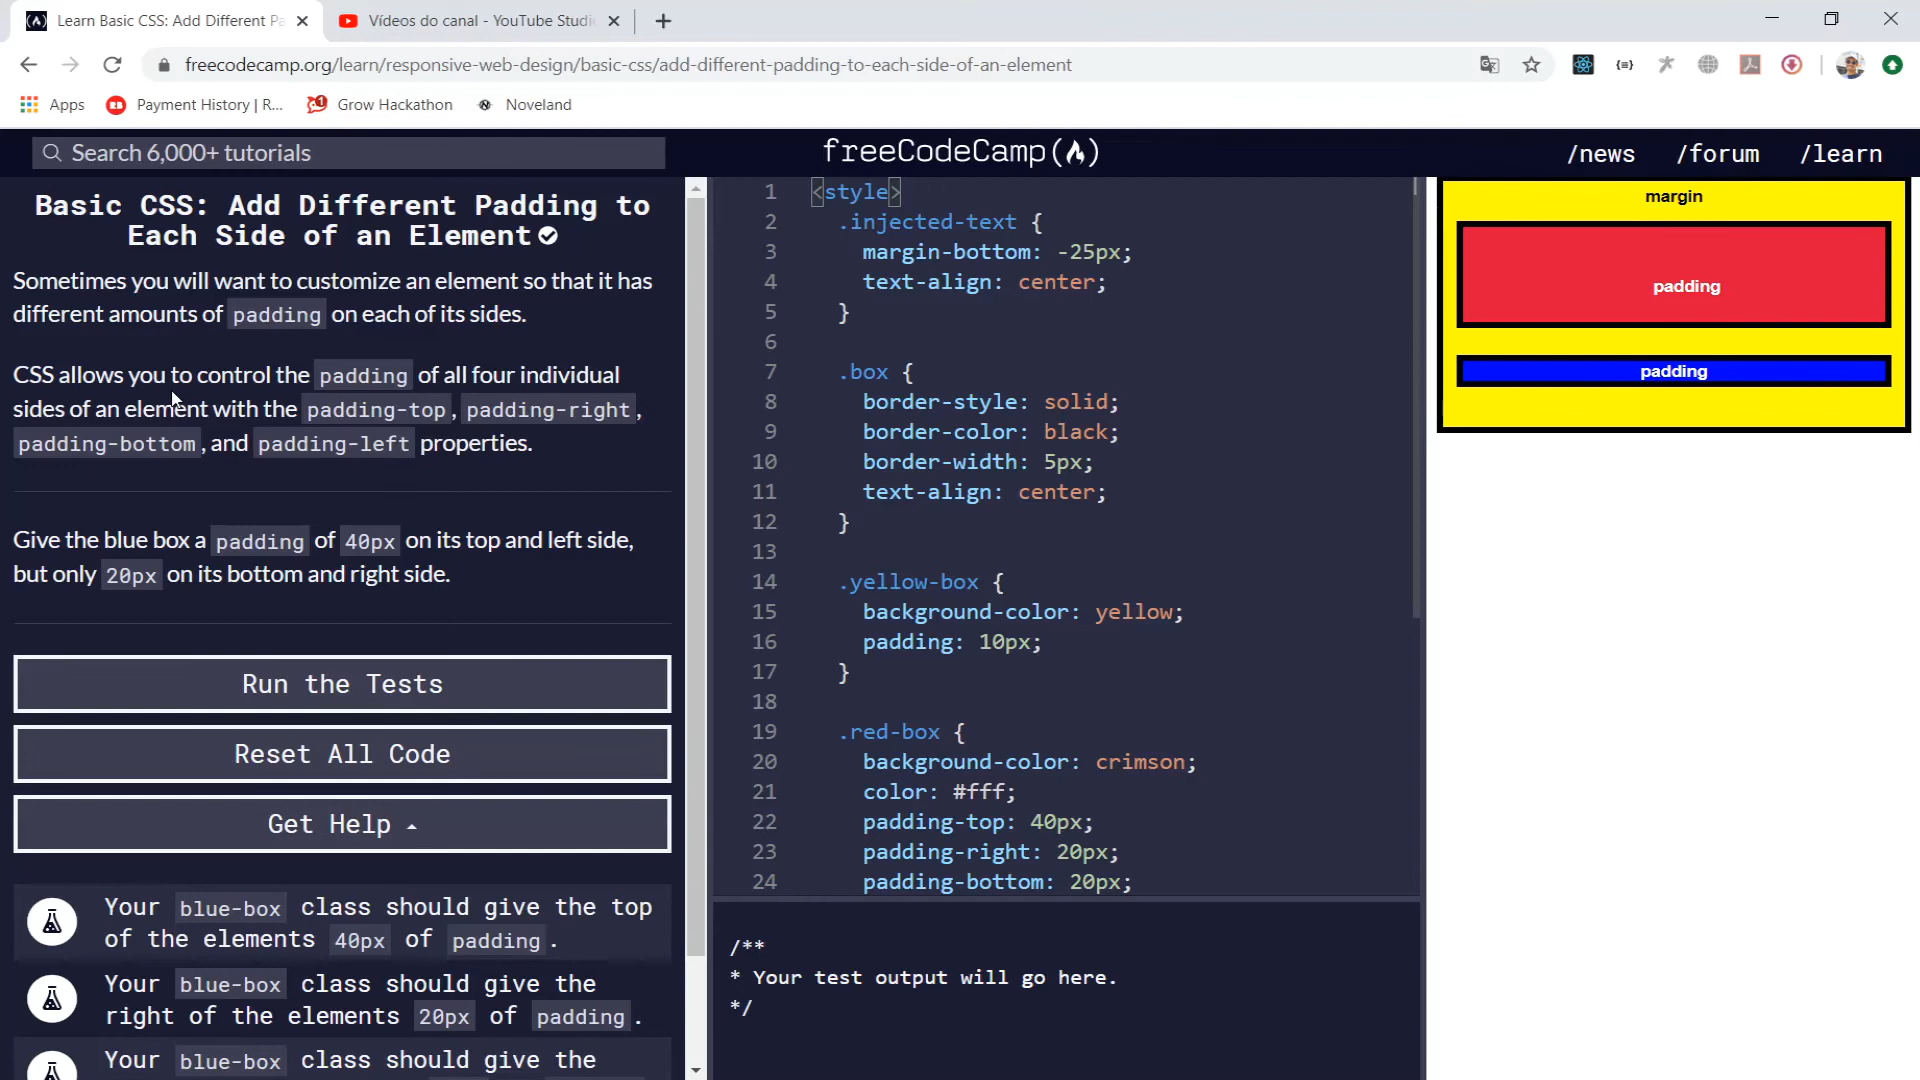 Learn Basic CSS: Add Different Pa
Vídeos do canal - YouTube Studi
freecodecamp.org/learn/responsive-web-design/basic-css/add-different-padding-to-each-side-of-an-element
Apps
Payment History | R...
Grow Hackathon
Noveland
Search 6,000+ tutorials
freeCodeCamp
/news /forum /learn
Basic CSS: Add Different Padding to
Each Side of an Element
Sometimes you will want to customize an element so that it has
different amounts of padding on each of its sides.
CSS allows you to control the padding of all four individual
sides of an element with the padding-top, padding-right,
padding-bottom, and padding-left properties.
Give the blue box a padding of 40px on its top and left side,
but only 20px on its bottom and right side.
Run the Tests
Reset All Code
Get Help
Your blue-box class should give the top
of the elements 40px of padding.
Your blue-box class should give the
right of the elements 20px of padding.
Your blue-box class should give the
1 <style>
2 .injected-text {
3 margin-bottom: -25px;
4 text-align: center;
5 }
6
7 .box {
8 border-style: solid;
9 border-color: black;
10 border-width: 5px;
11 text-align: center;
12 }
13
14 .yellow-box {
15 background-color: yellow;
16 padding: 10px;
17 }
18
19 .red-box {
20 background-color: crimson;
21 color: #fff;
22 padding-top: 40px;
23 padding-right: 20px;
24 padding-bottom: 20px;
/**
* Your test output will go here.
*/
margin
padding
padding